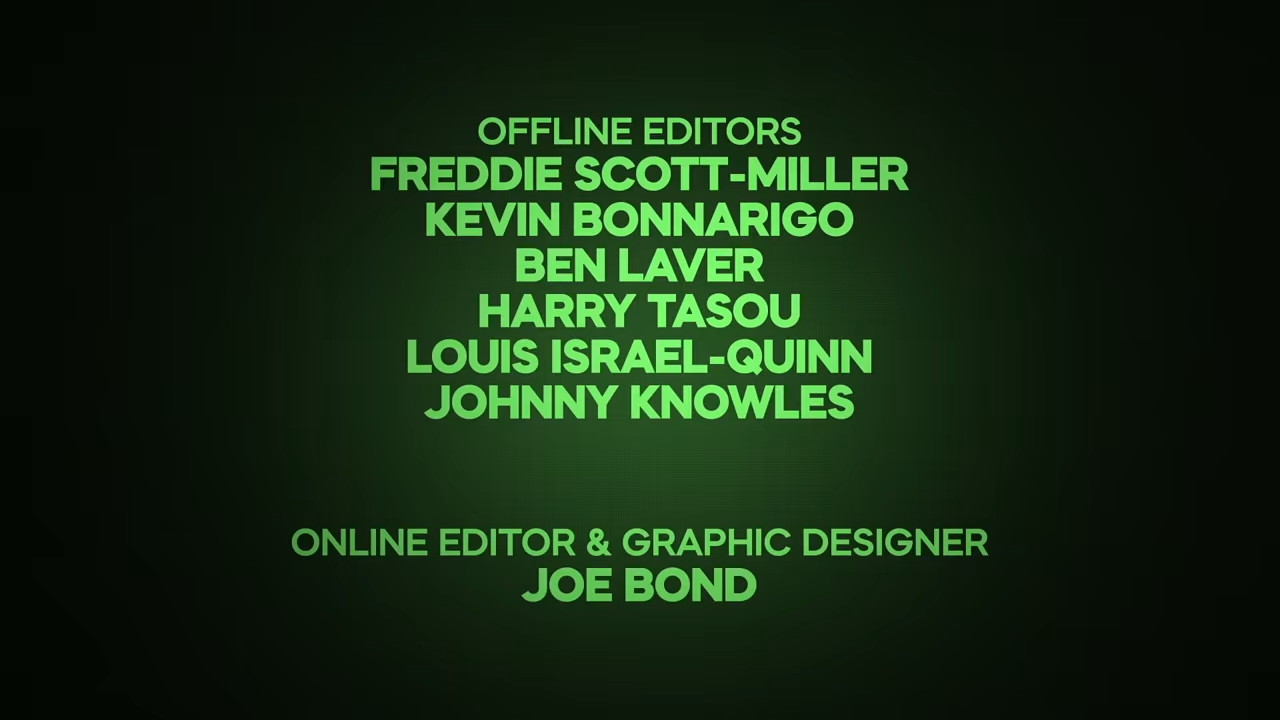 OFFLINE EDITORS
FREDDIE SCOTT-MILLER
KEVIN BONNARIGO
BEN LAVER
HARRY TASOU
LOUIS ISRAEL-QUINN
JOHNNY KNOWLES
ONLINE EDITOR & GRAPHIC DESIGNER
JOE BOND